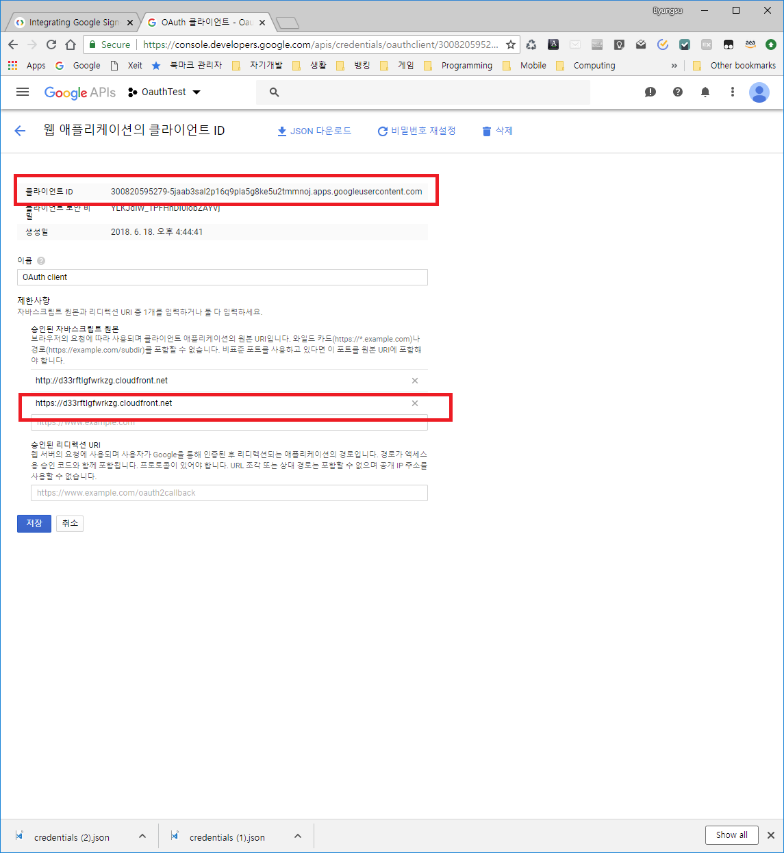 Integrating Google Sign
OAuth 클라이언트 - Oau
Byungsu
Secure
https://console.developers.google.com/apis/credentials/oauthclient/3008205952...
Apps Google Xeit 북마크 관리자 자기개발 생활 뱅킹 게임 Programming Mobile Computing » Other bookmarks
Google APIs OauthTest
웹 애플리케이션의 클라이언트 ID JSON 다운로드 비밀번호 재설정 삭제
클라이언트 ID 300820595279-5jaab3sal2p16q9pla5g8ke5u2tmmnoj.apps.googleusercontent.com
클라이언트 보안 비
밀
생성일 2018. 6. 18. 오후 4:44:41
이름
OAuth client
제한사항
자바스크립트 원본과 리디렉션 URI 중 1개를 입력하거나 둘 다 입력하세요.
승인된 자바스크립트 원본
브라우저의 요청에 따라 사용되며 클라이언트 애플리케이션의 원본 URI입니다. 와일드 카드(https://*.example.com)나
경로(https://example.com/subdir)를 포함할 수 없습니다. 비표준 포트를 사용하고 있다면 이 포트를 원본 URI에 포함해
야 합니다.
http://d33rftlgfwrkzg.cloudfront.net
https://d33rftlgfwrkzg.cloudfront.net
https://www.example.com
승인된 리디렉션 URI
웹 서버의 요청에 사용되며 사용자가 Google을 통해 인증된 후 리디렉션되는 애플리케이션의 경로입니다. 경로가 액세스
용 승인 코드와 함께 포함됩니다. 프로토콜이 있어야 합니다. URL 조각 또는 상대 경로는 포함할 수 없으며 공개 IP 주소를
사용할 수 없습니다.
https://www.example.com/oauth2callback
저장 취소
credentials (2).json credentials (1).json Show all